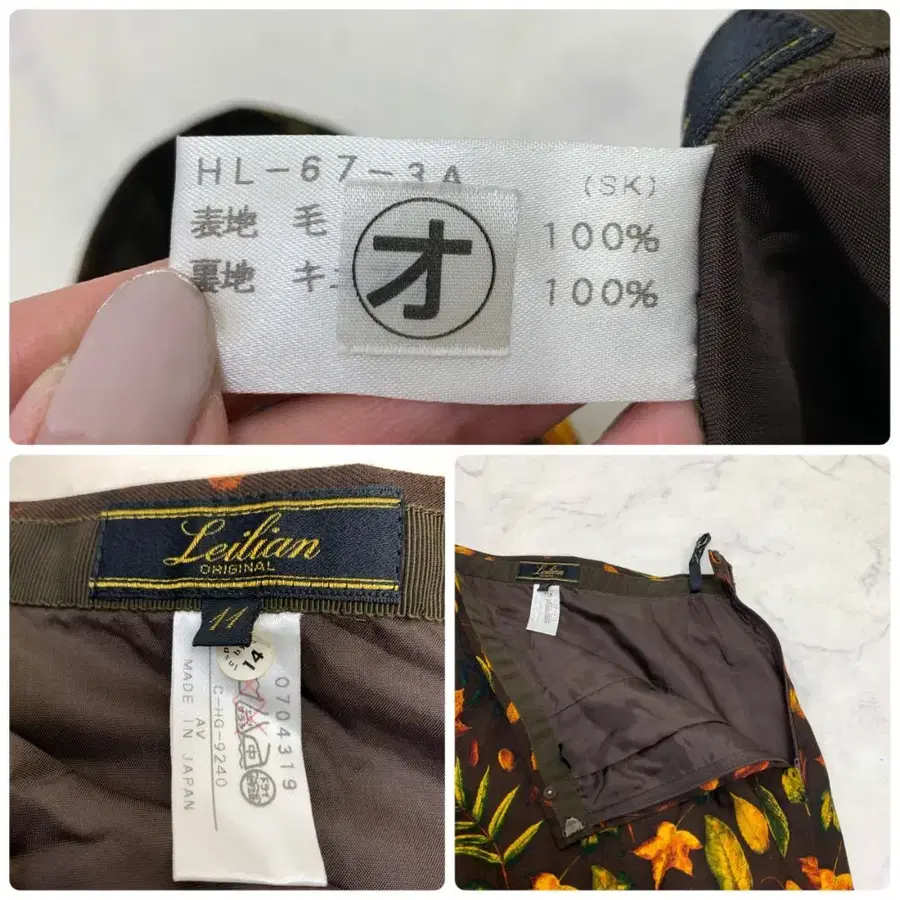 HL-67-3A (SK)
表地 毛 100%
裏地 キュ 100%
オ
Leilian
ORIGINAL
11
14
0704319
C-HG-9240
AV
MADE IN JAPAN
Leilian